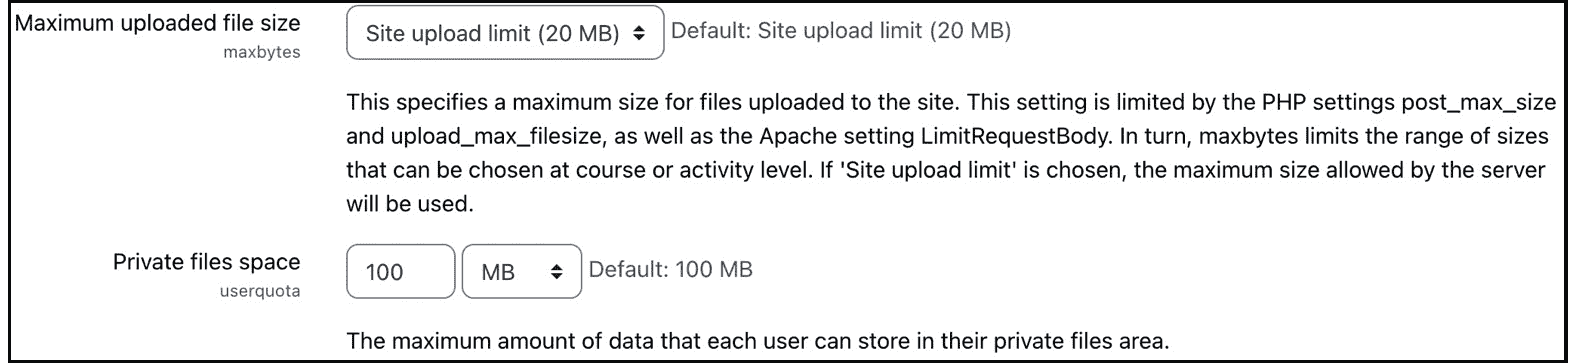 Maximum uploaded file size
maxbytes
Site upload limit (20 MB) Default: Site upload limit (20 MB)
This specifies a maximum size for files uploaded to the site. This setting is limited by the PHP settings post_max_size
and upload_max_filesize, as well as the Apache setting LimitRequestBody. In turn, maxbytes limits the range of sizes
that can be chosen at course or activity level. If 'Site upload limit' is chosen, the maximum size allowed by the server
will be used.
Private files space
userquota
100 MB Default: 100 MB
The maximum amount of data that each user can store in their private files area.